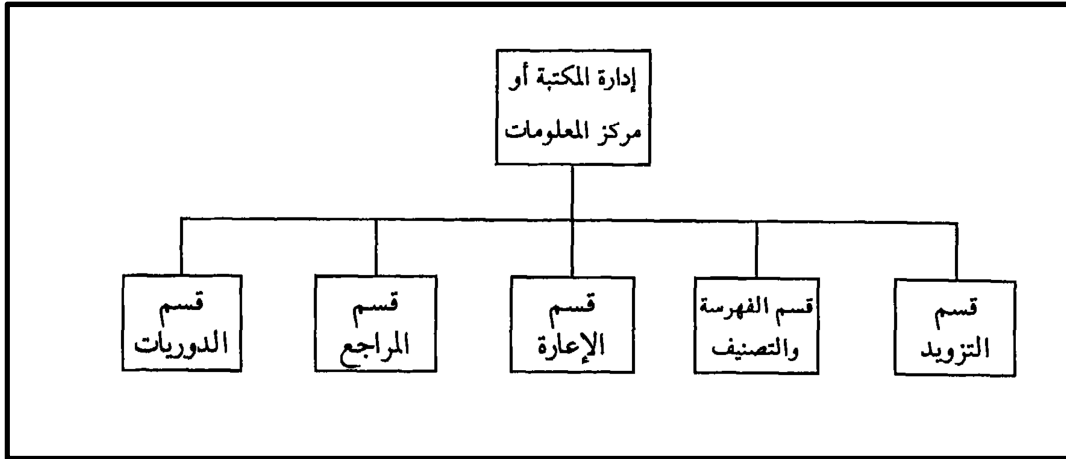 إدارة المكتبة أو
مركز المعلومات
قسم
التزويد
قسم الفهرسة
والتصنيف
قسم
الإعارة
قسم
المراجع
قسم
الدوريات